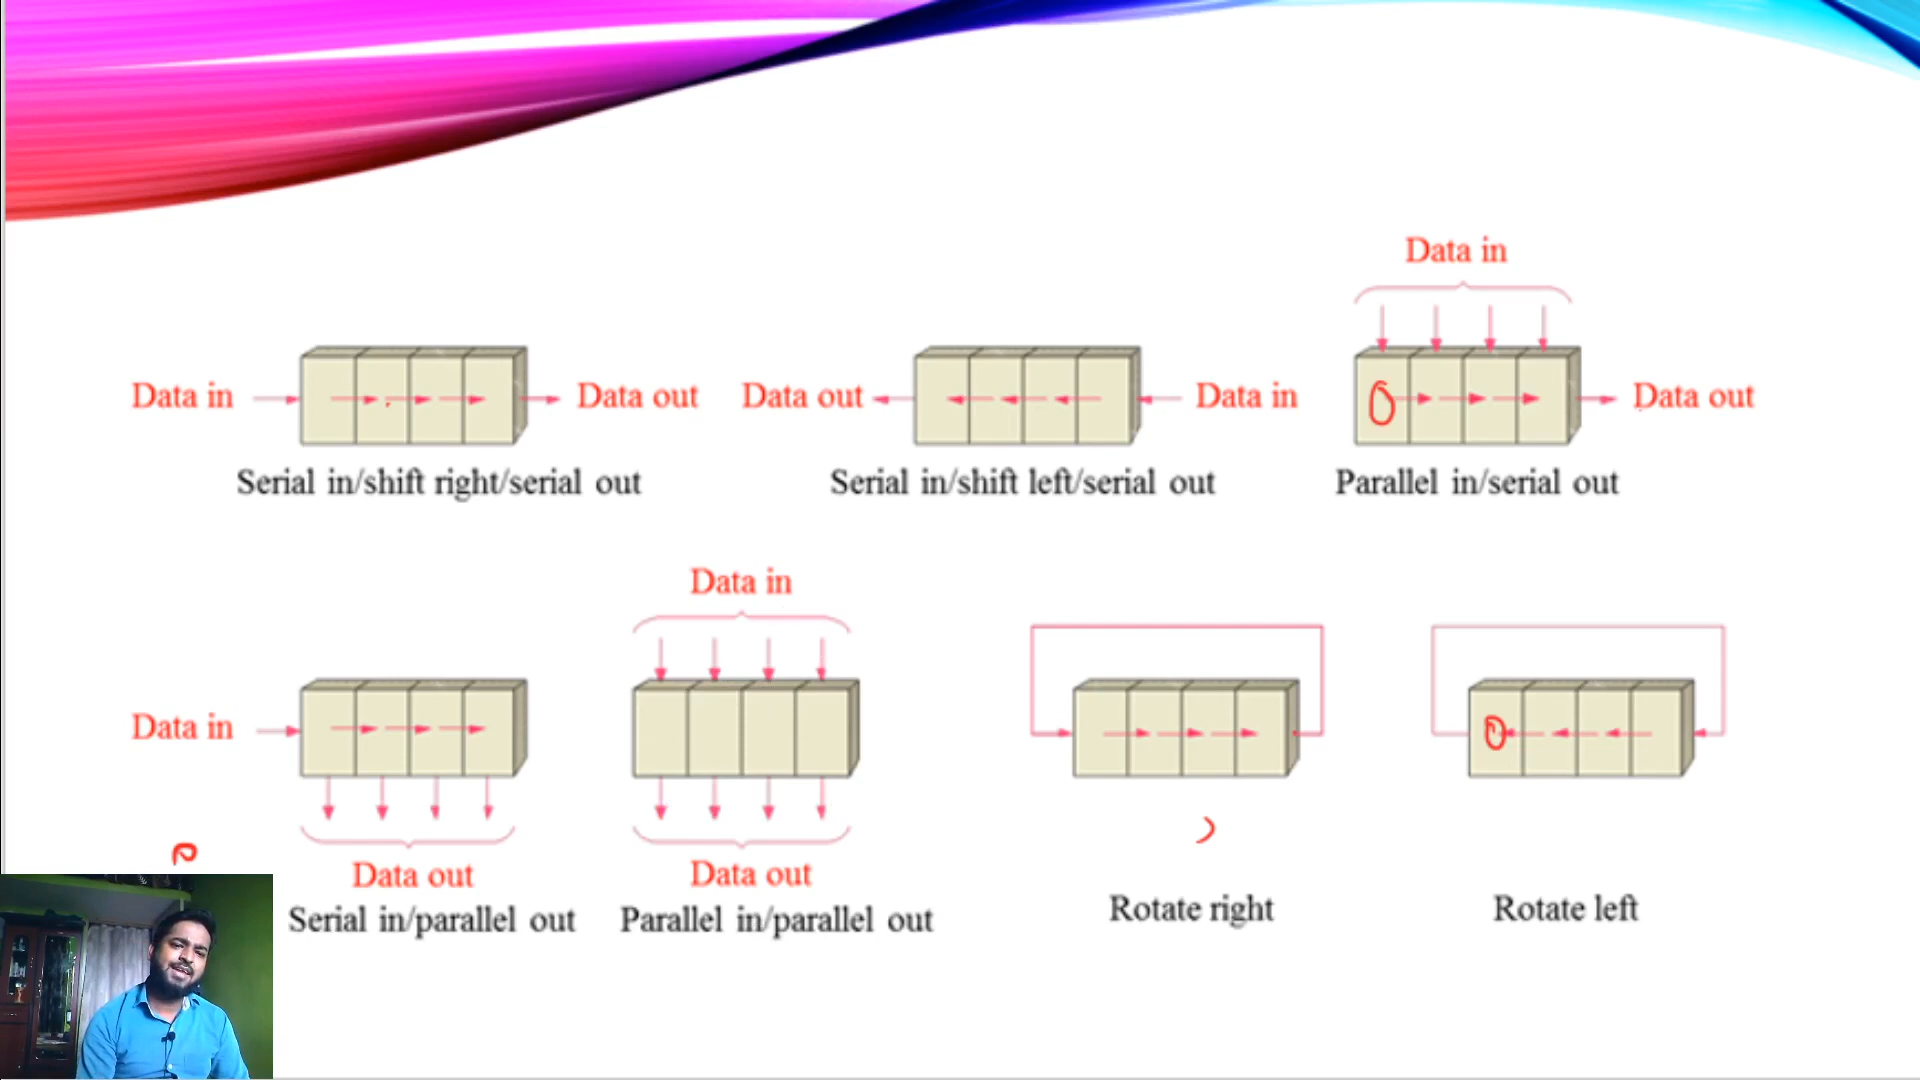 Data in
Data in
Data out
Data out
Data in
Data out
Serial in/shift right/serial out
Serial in/shift left/serial out
Parallel in/serial out
Data in
Data in
Data out
Data out
Serial in/parallel out
Parallel in/parallel out
Rotate right
Rotate left